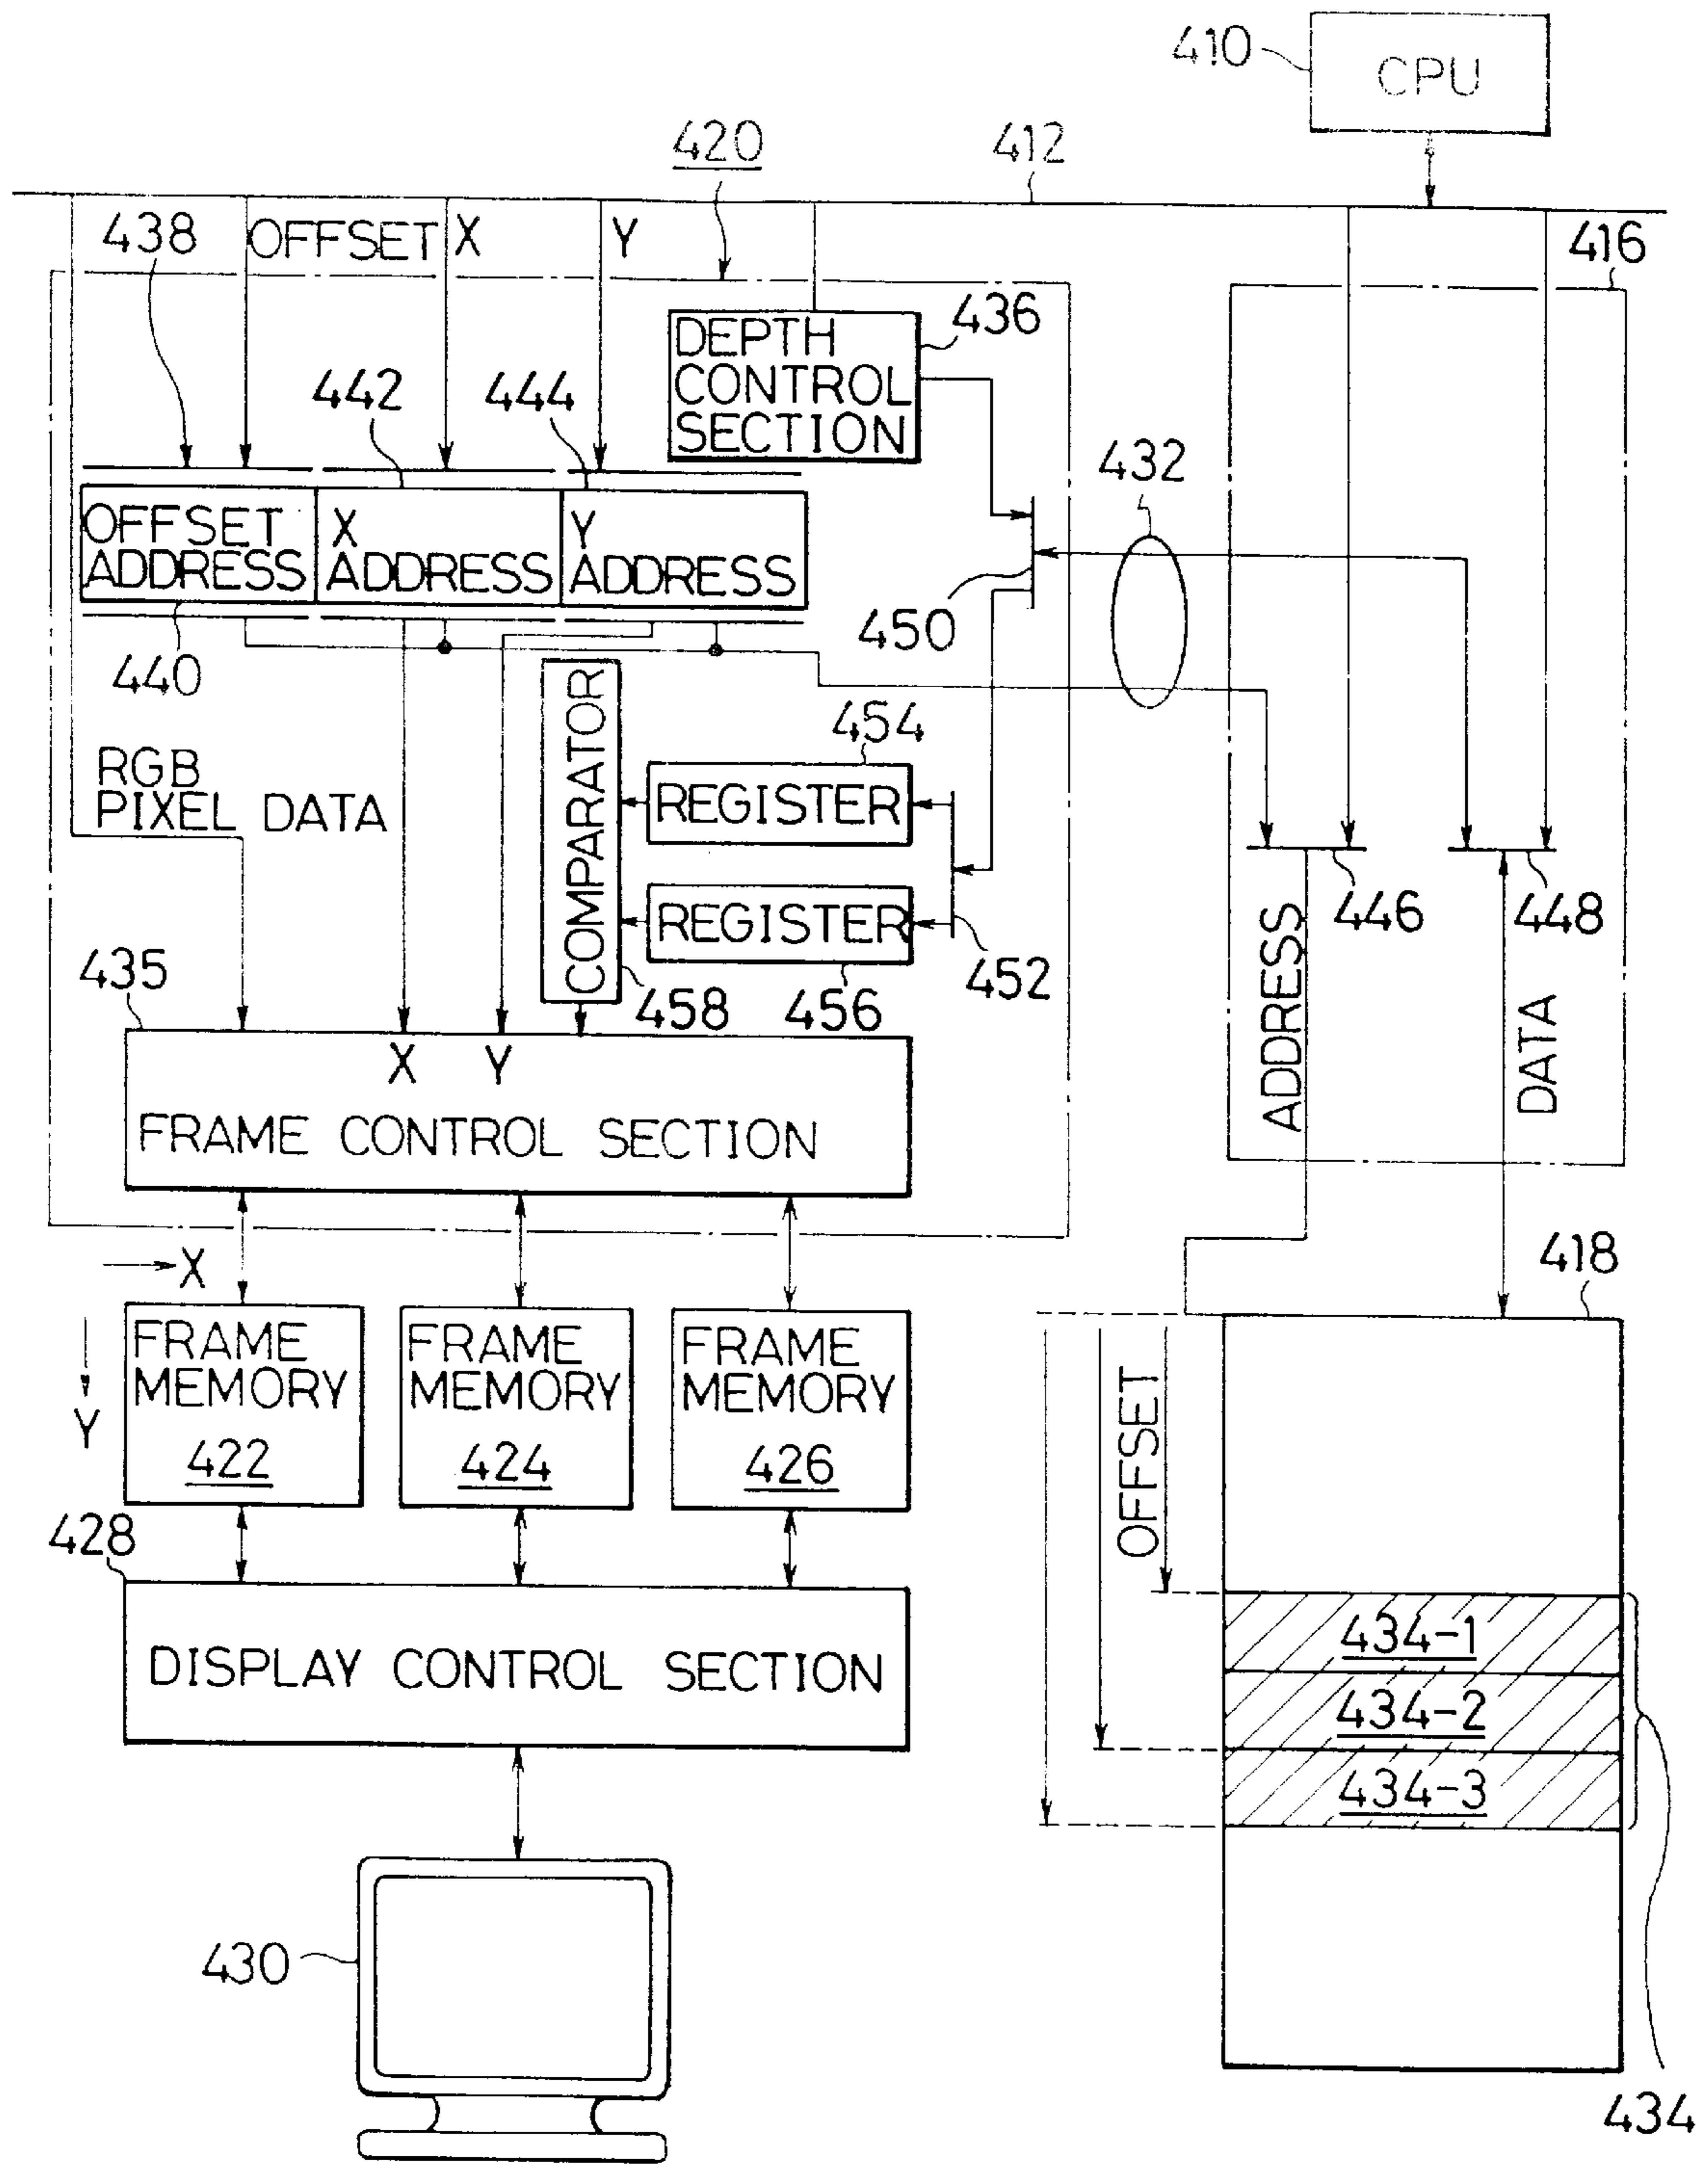 410
CPU
420
412
438
OFFSET
X
Y
416
436
DEPTH
CONTROL
SECTION
442
444
432
OFFSET
ADDRESS
X
ADDRESS
Y
ADDRESS
450
440
COMPARATOR
454
RGB
PIXEL DATA
REGISTER
REGISTER
446
448
452
435
458
456
ADDRESS
DATA
X
Y
FRAME CONTROL SECTION
X
418
Y
FRAME
MEMORY
422
FRAME
MEMORY
424
FRAME
MEMORY
426
OFFSET
428
DISPLAY CONTROL SECTION
434-1
434-2
434-3
430
434